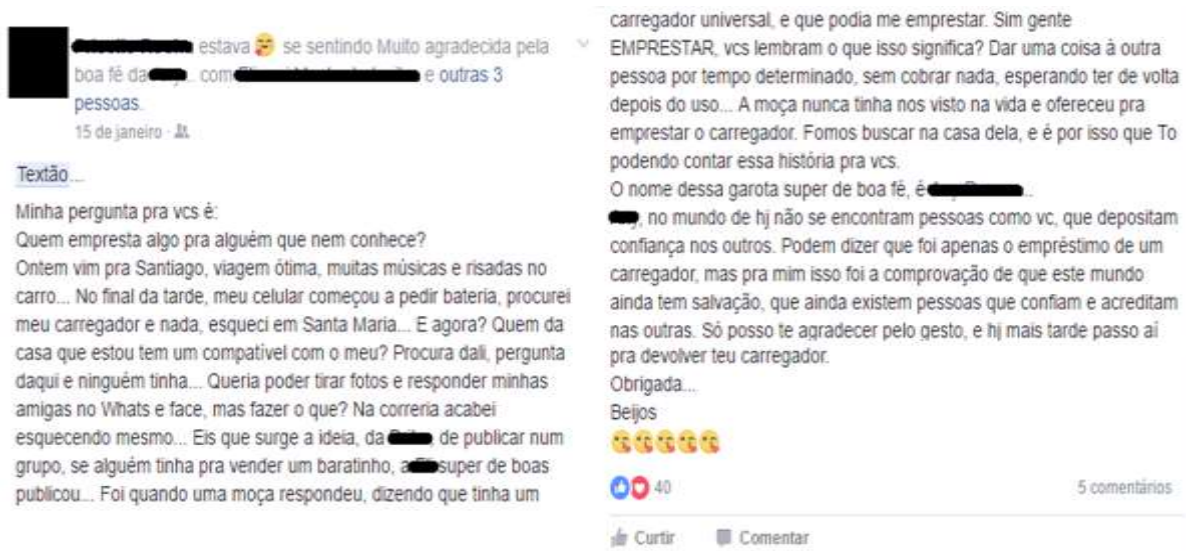 estava se sentindo Muito agradecida pela
boa fé da com e outras 3
pessoas.
15 de janeiro
Textão...
Minha pergunta pra vcs é:
Quem empresta algo pra alguém que nem conhece?
Ontem vim pra Santiago, viagem ótima, muitas músicas e risadas no
carro... No final da tarde, meu celular começou a pedir bateria, procurei
meu carregador e nada, esqueci em Santa Maria... E agora? Quem da
casa que estou tem um compatível com o meu? Procura dali, pergunta
daqui e ninguém tinha... Queria poder tirar fotos e responder minhas
amigas no Whats e face, mas fazer o que? Na correria acabei
esquecendo mesmo... Eis que surge a ideia, da de publicar num
grupo, se alguém tinha pra vender um baratinho, a super de boas
publicou... Foi quando uma moça respondeu, dizendo que tinha um
carregador universal, e que podia me emprestar. Sim gente
EMPRESTAR, vcs lembram o que isso significa? Dar uma coisa à outra
pessoa por tempo determinado, sem cobrar nada, esperando ter de volta
depois do uso... A moça nunca tinha nos visto na vida e ofereceu pra
emprestar o carregador. Fomos buscar na casa dela, e é por isso que To
podendo contar essa história pra vcs.
O nome dessa garota super de boa fé, é ..
, no mundo de hj não se encontram pessoas como vc, que depositam
confiança nos outros. Podem dizer que foi apenas o empréstimo de um
carregador, mas pra mim isso foi a comprovação de que este mundo
ainda tem salvação, que ainda existem pessoas que confiam e acreditam
nas outras. Só posso te agradecer pelo gesto, e hj mais tarde passo aí
pra devolver teu carregador.
Obrigada...
Beijos
40
5 comentários
Curtir
Comentar